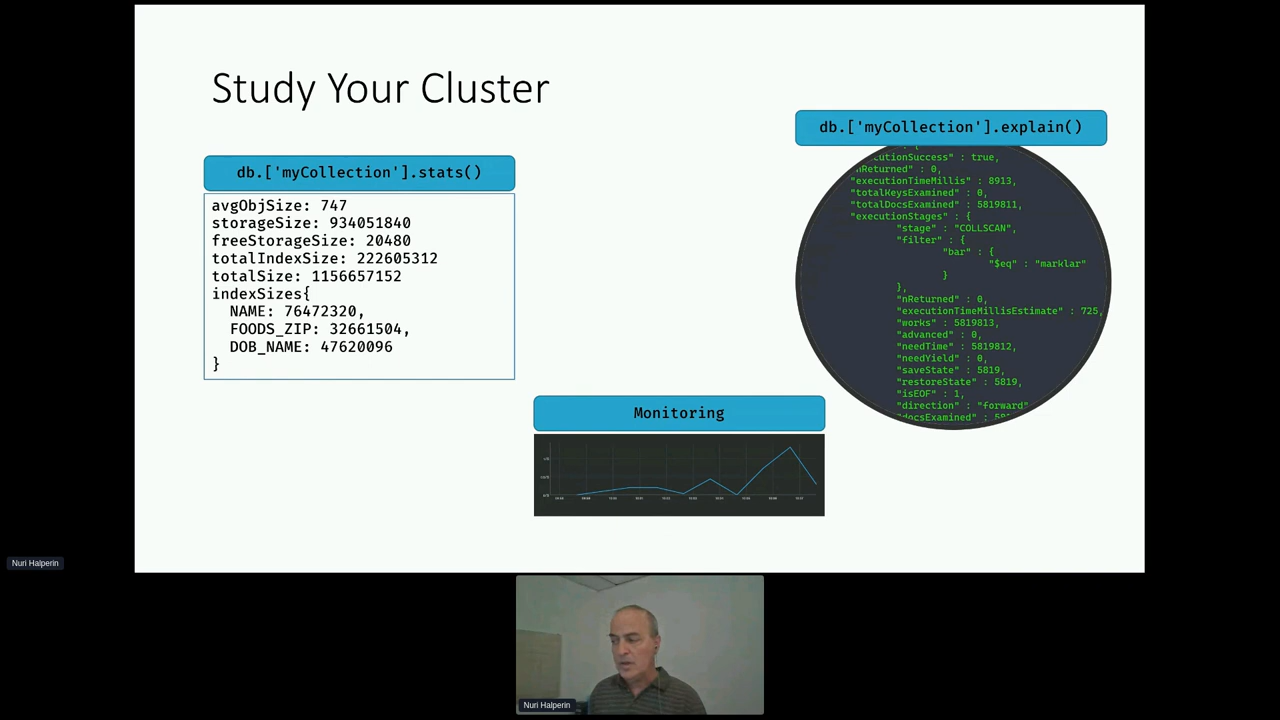 Study Your Cluster
db.['myCollection'].stats()
avgObjSize: 747
storageSize: 934051840
freeStorageSize: 20480
totalIndexSize: 222605312
totalSize: 1156657152
indexSizes{
NAME: 76472320,
FOODS_ZIP: 32661504,
DOB_NAME: 47620096
}
db.['myCollection'].explain()
cutionSuccess" : true,
nReturned" : 0,
"executionTimeMillis" : 8913,
"totalKeysExamined" : 0,
"totalDocsExamined" : 5819811,
"executionStages" : {
"stage" : "COLLSCAN",
"filter" : {
"bar" : {
"$eq" : "marklar"
}
},
"nReturned" : 0,
"executionTimeMillisEstimate" : 725,
"works" : 5819813,
"advanced" : 0,
"needTime" : 5819812,
"needYield" : 0,
"saveState" : 5819,
"restoreState" : 5819,
"isEOF" : 1,
"direction" : "forward"
"docsExamined" : 581
Monitoring
Nuri Halperin
Nuri Halperin